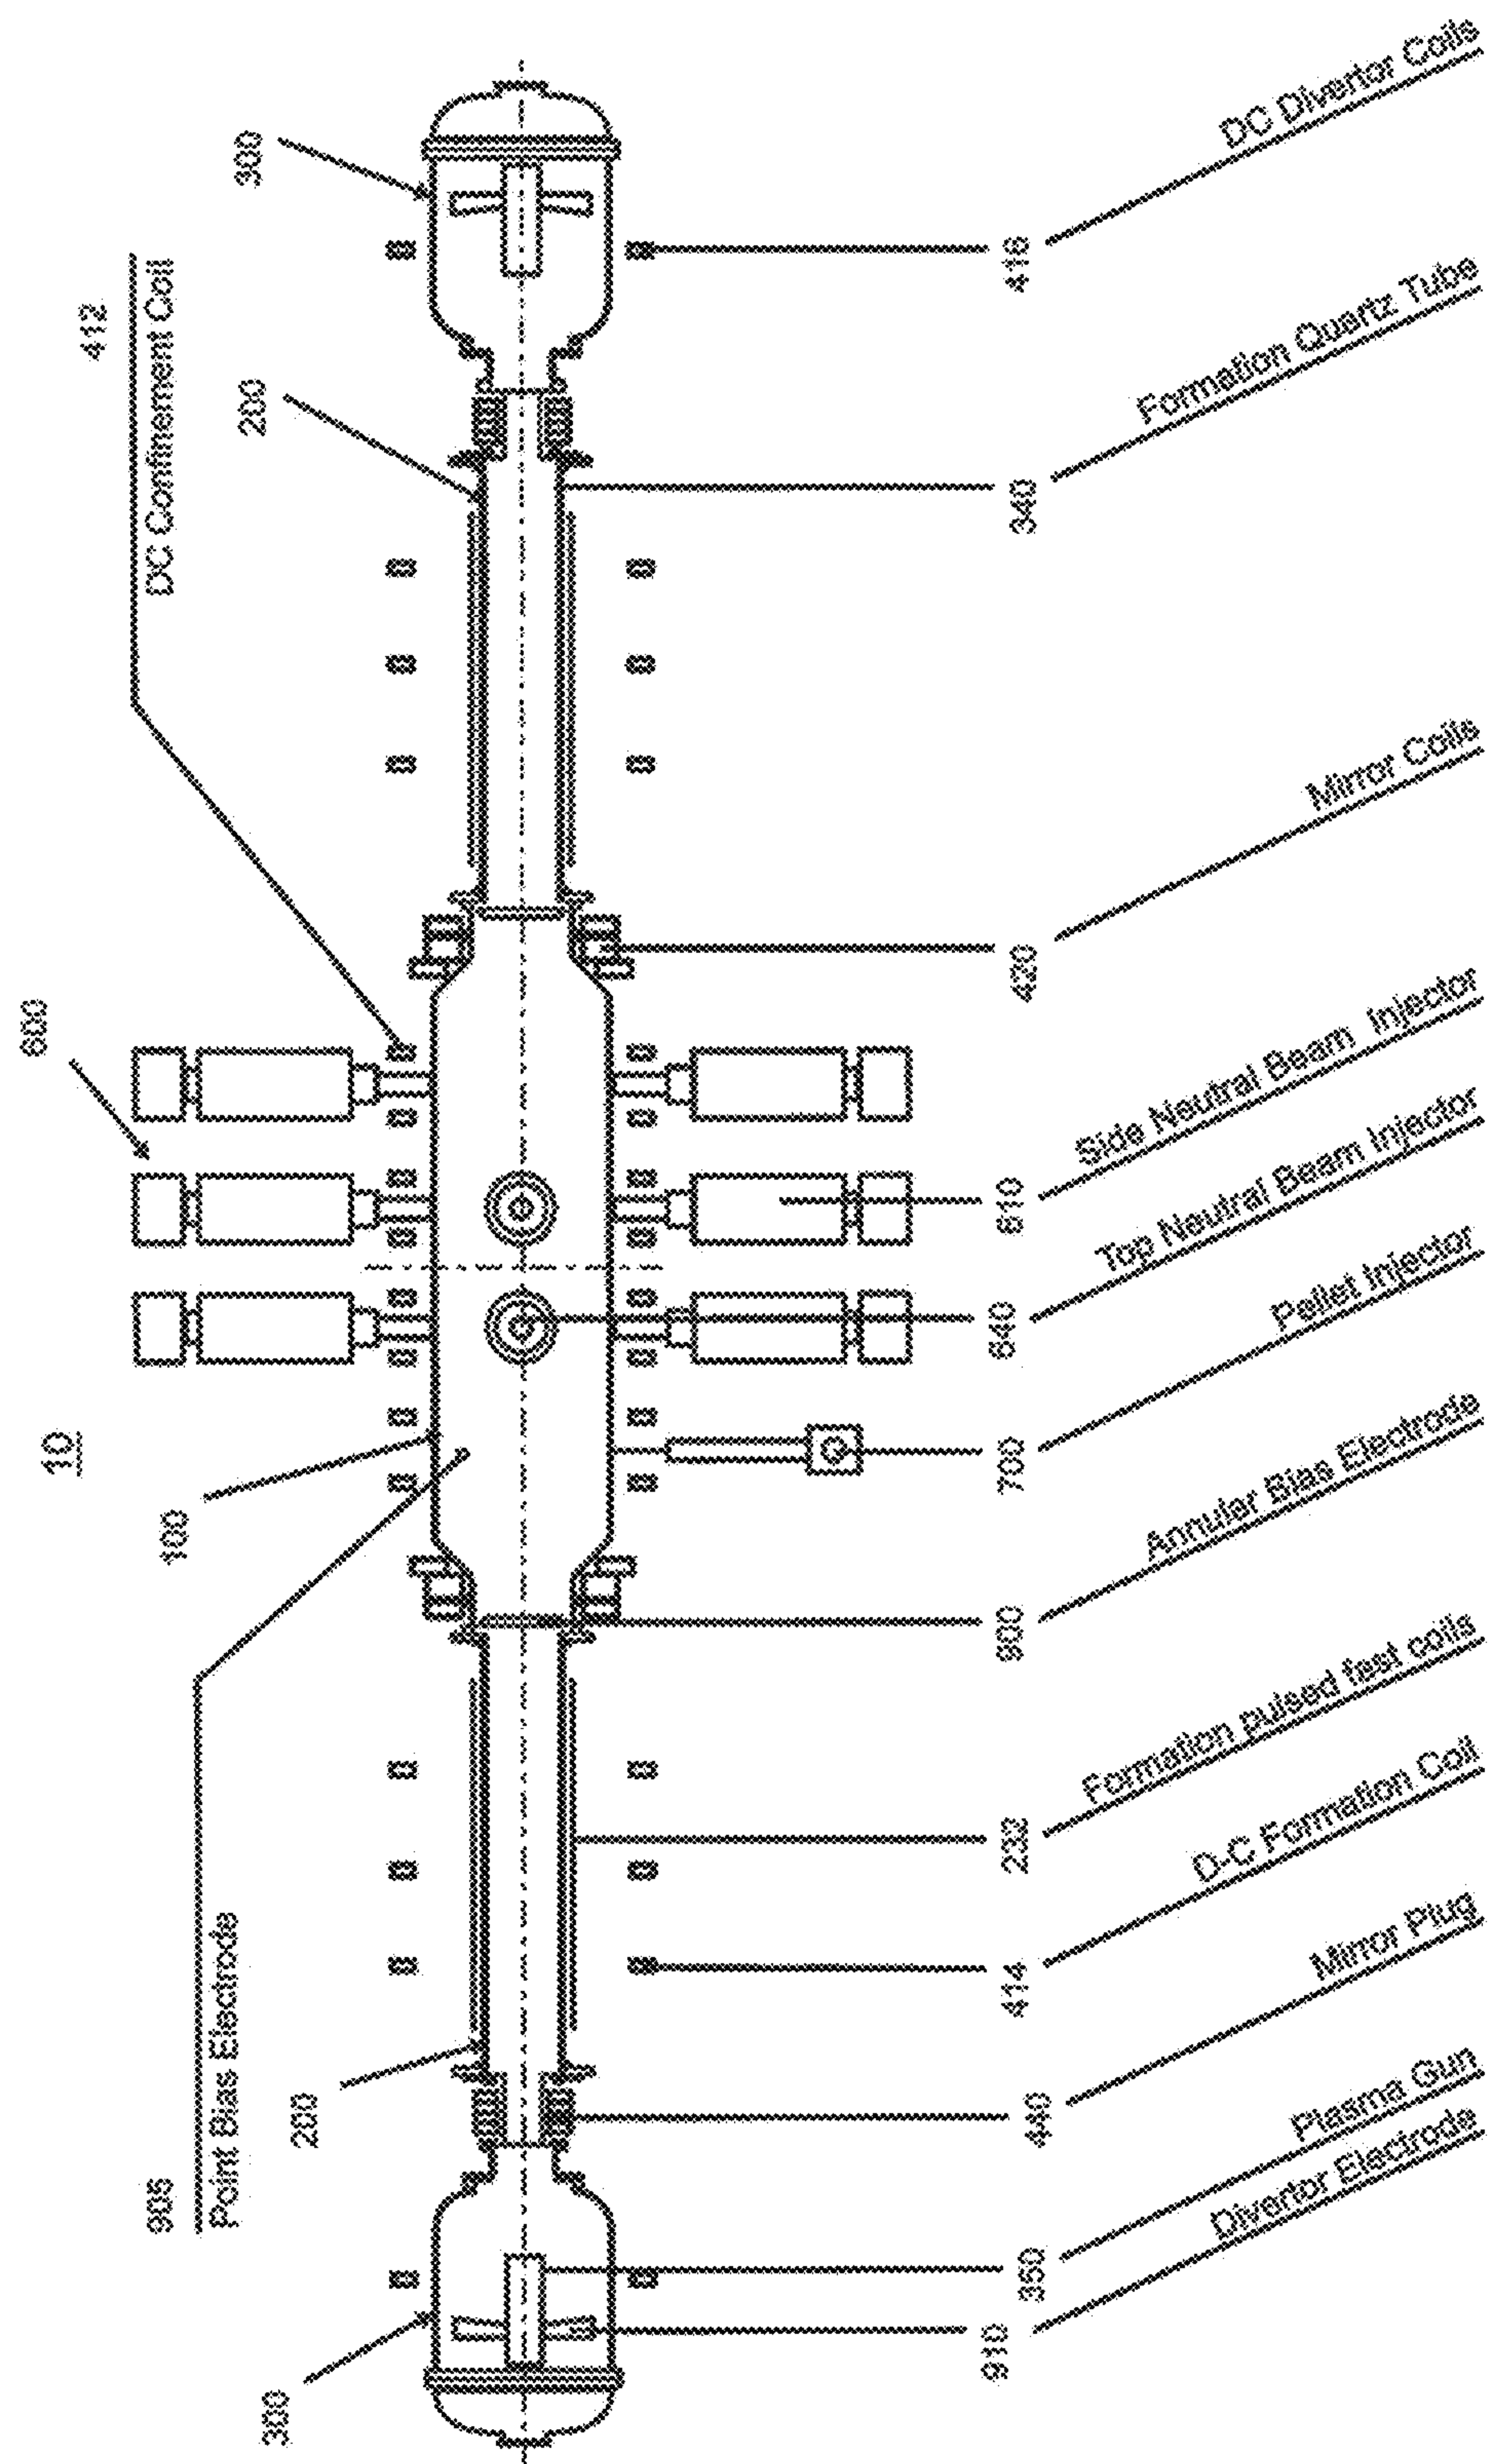 600
10
412
DC Confinement Coil
905
Point Bias Electrode
100
300
200
200
300
910
350
440
414
232
900
700
640
610
420
340
416
Divertor Electrode
Plasma Gun
Mirror Plug
D-C Formation Coil
Formation pulsed fast coils
Annular Bias Electrode
Pellet Injector
Top Neutral Beam Injector
Side Neutral Beam Injector
Mirror Coils
Formation Quartz Tube
DC Divertor Coils